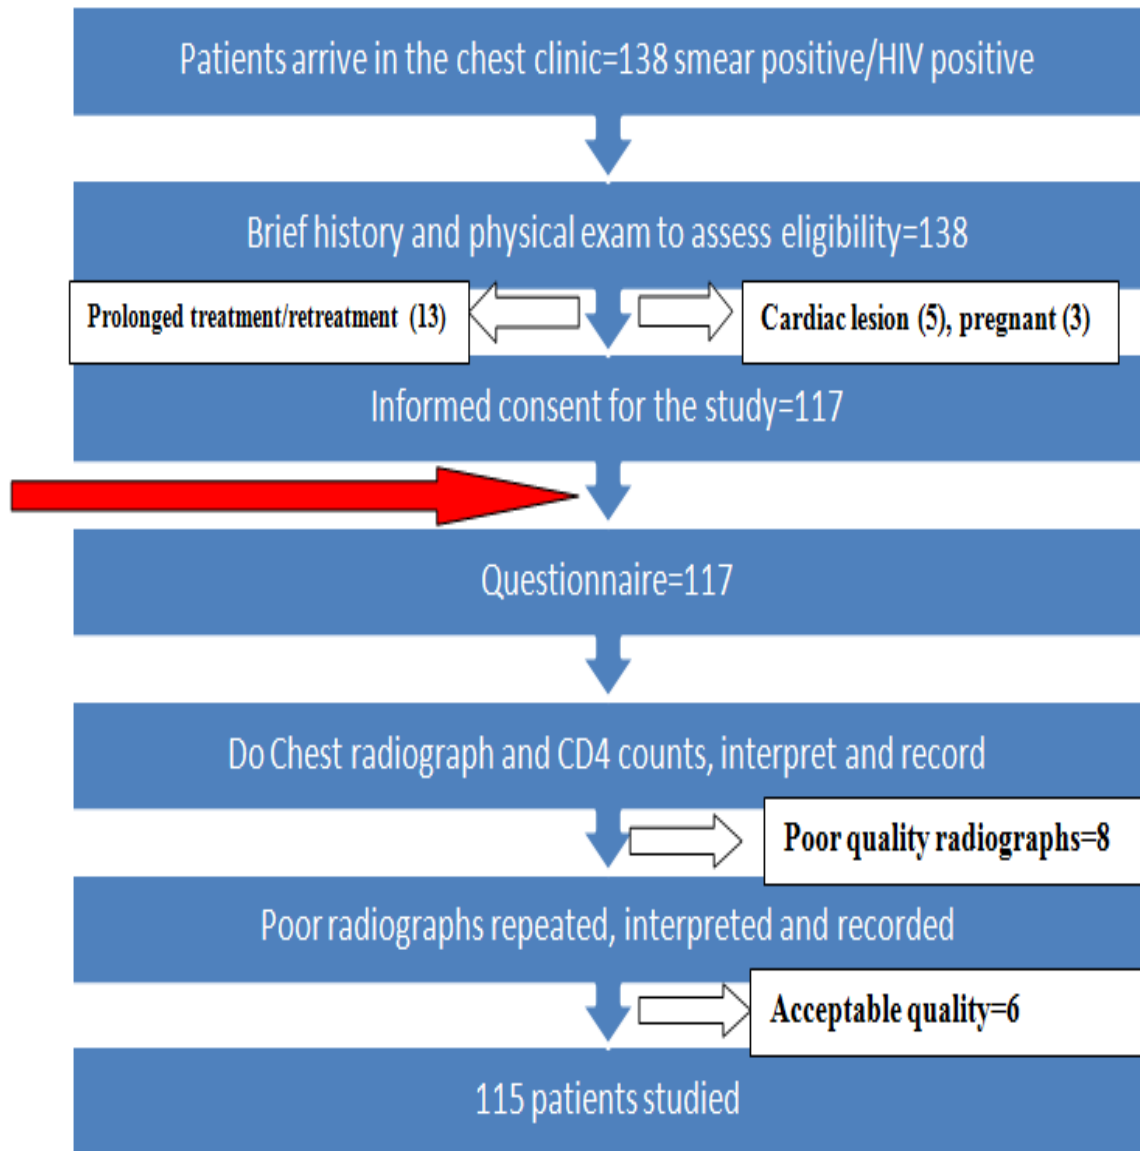 Patients arrive in the chest clinic=138 smear positive/HIV positive
Brief history and physical exam to assess eligibility=138
Prolonged treatment/retreatment (13)
Cardiac lesion (5), pregnant (3)
Informed consent for the study=117
Questionnaire=117
Do Chest radiograph and CD4 counts, interpret and record
Poor quality radiographs=8
Poor radiographs repeated, interpreted and recorded
Acceptable quality=6
115 patients studied